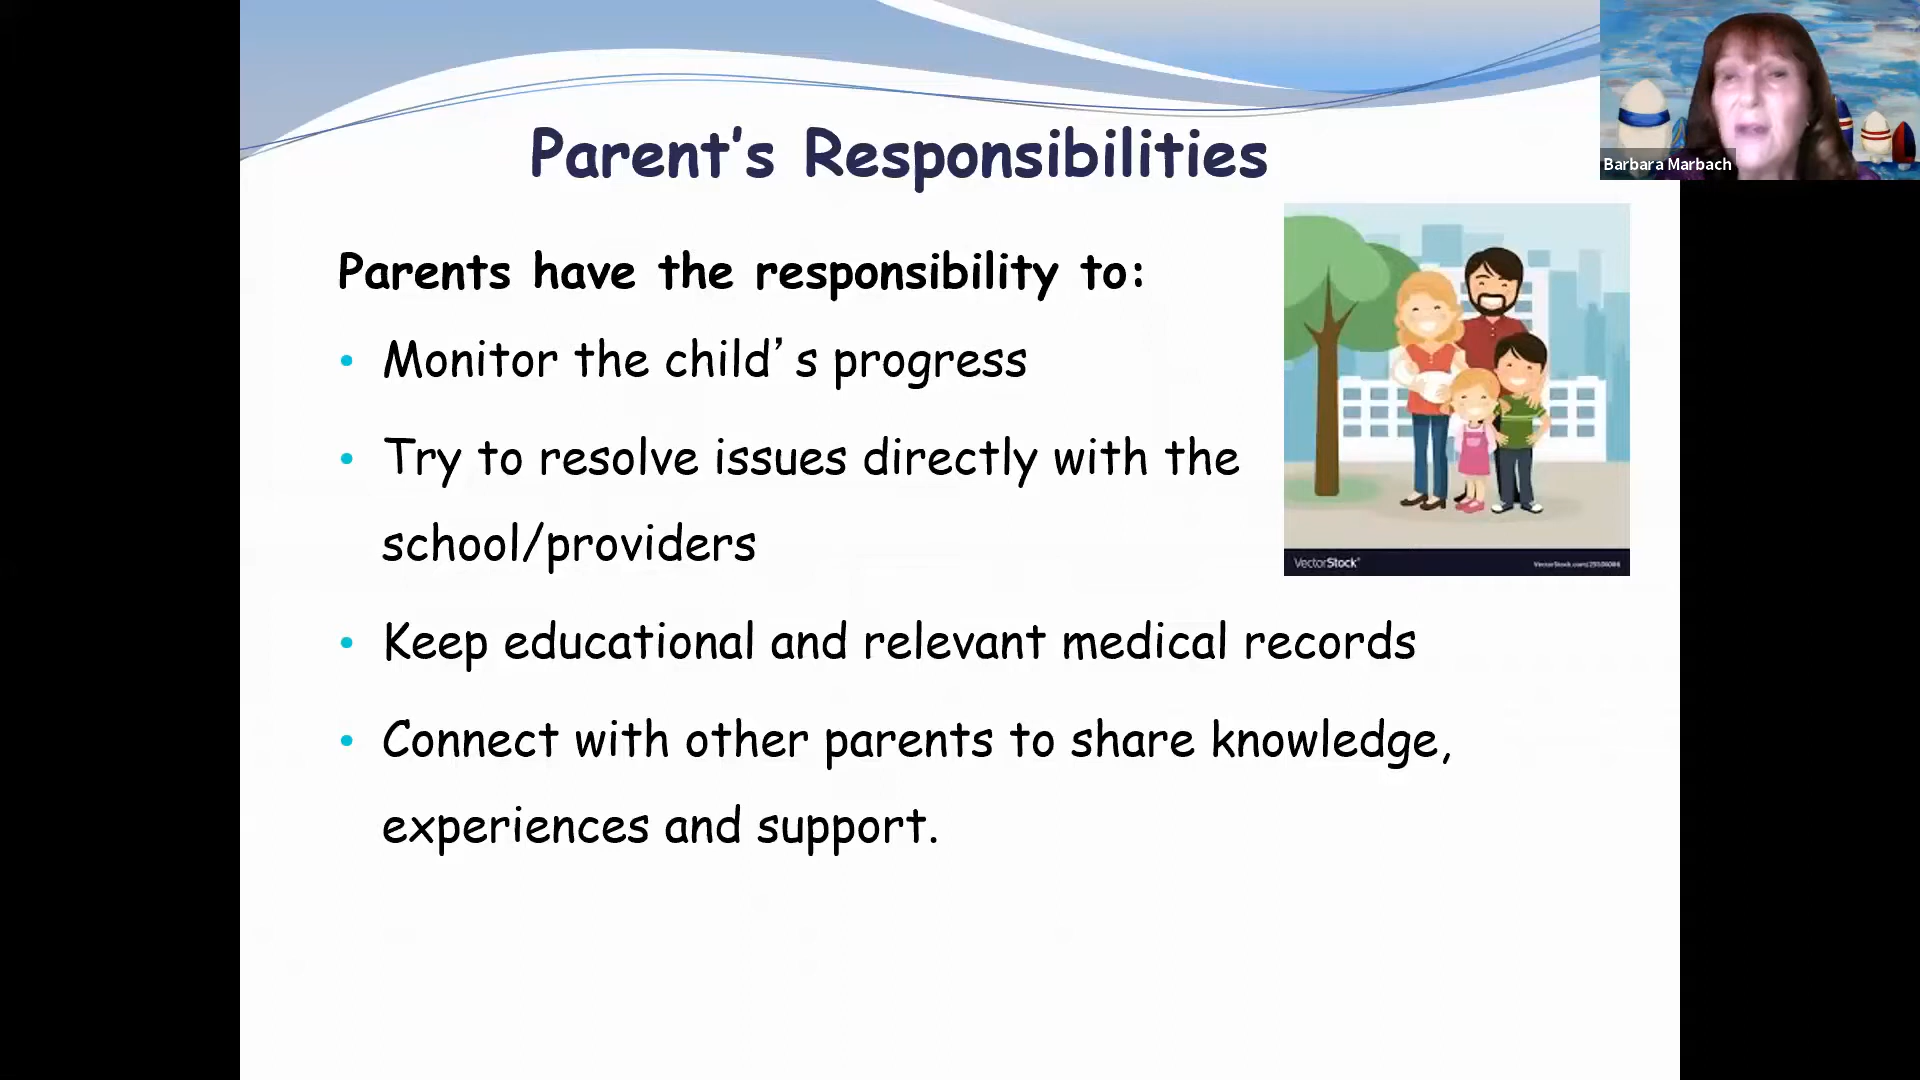 Parent's Responsibilities
Barbara Marbach
Parents have the responsibility to:
• Monitor the child's progress
• Try to resolve issues directly with the
school/providers
VectorStock®
• Keep educational and relevant medical records
• Connect with other parents to share knowledge,
experiences and support.